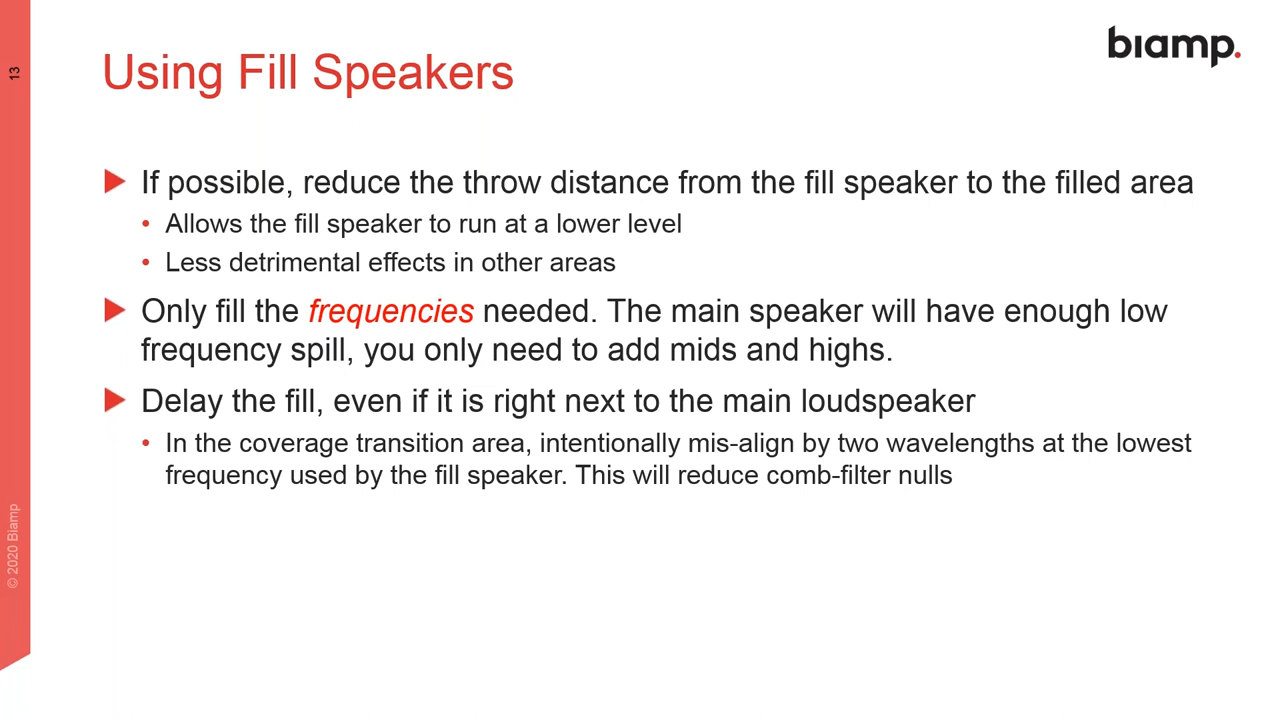 13
biamp.
Using Fill Speakers
If possible, reduce the throw distance from the fill speaker to the filled area
• Allows the fill speaker to run at a lower level
• Less detrimental effects in other areas
Only fill the frequencies needed. The main speaker will have enough low
frequency spill, you only need to add mids and highs.
Delay the fill, even if it is right next to the main loudspeaker
• In the coverage transition area, intentionally mis-align by two wavelengths at the lowest
frequency used by the fill speaker. This will reduce comb-filter nulls
© 2020 Biamp